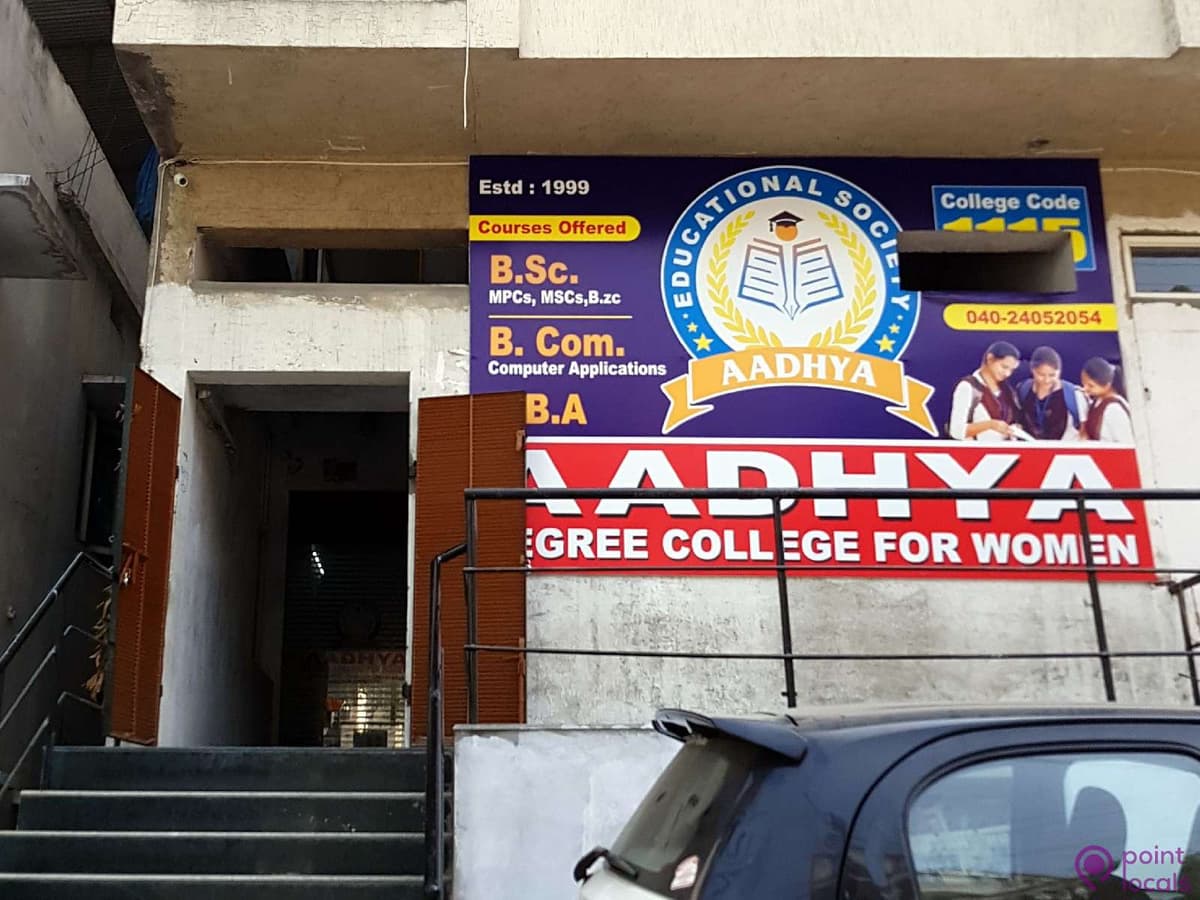 Estd : 1999
Courses Offered
B.Sc.
MPCs, MSCs,B.zc
B. Com.
Computer Applications
B.A
EDUCATIONAL SOCIETY
AADHYA
College Code
1115
040-24052054
AADHYA
EGREE COLLEGE FOR WOMEN
point
locals